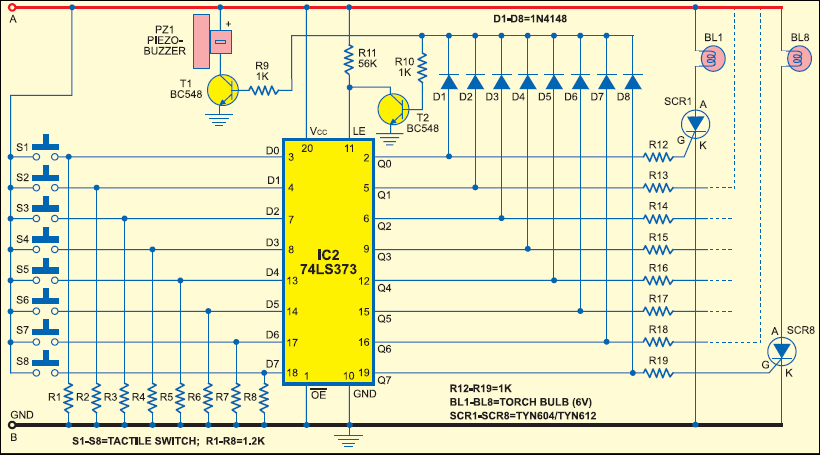 A
PZ1
PIEZO-
BUZZER
+
D1-D8=1N4148
BL1
BL8
R9
1K
R11
56K
R10
1K
T1
BC548
T2
BC548
D1 D2 D3 D4 D5 D6 D7 D8
SCR1
A
G
K
VCC
LE
20
11
S1
D0
3
2
Q0
R12
S2
D1
4
5
Q1
R13
S3
D2
7
6
Q2
R14
S4
D3
8
9
Q3
R15
IC2
74LS373
S5
D4
13
12
Q4
R16
S6
D5
14
15
Q5
R17
S7
D6
17
16
Q6
R18
S8
D7
18
19
Q7
R19
A
SCR8
G
K
1
10
OE
GND
R1 R2 R3 R4 R5 R6 R7 R8
R12-R19=1K
BL1-BL8=TORCH BULB (6V)
SCR1-SCR8=TYN604/TYN612
GND
B
S1-S8=TACTILE SWITCH; R1-R8=1.2K